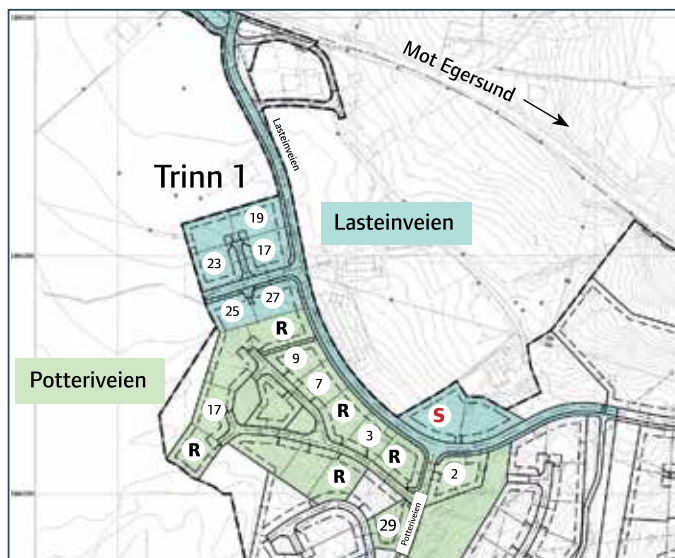 Mot Egersund
Lasteinveien
Trinn 1
19
Lasteinveien
17
23
27
25
R
9
Potteriveien
7
17
R
S
3
R
R
2
R
29
Potteriveien